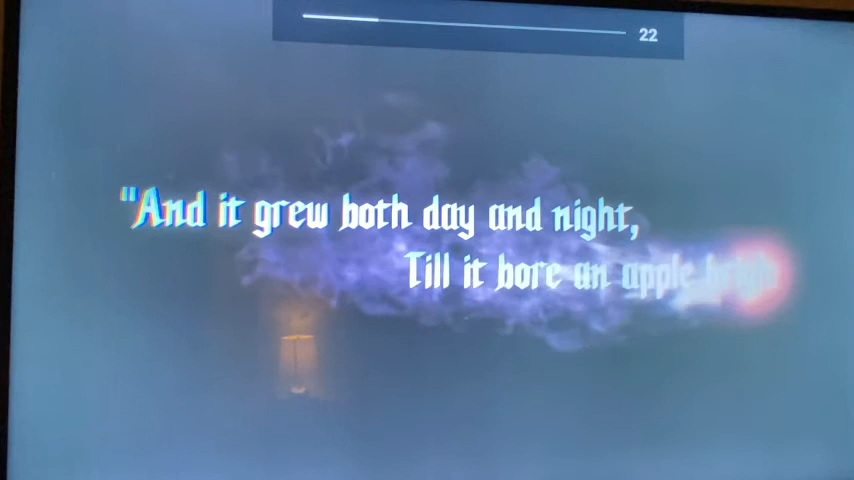 22
"And it grew both day and night,
Till it bore an apple